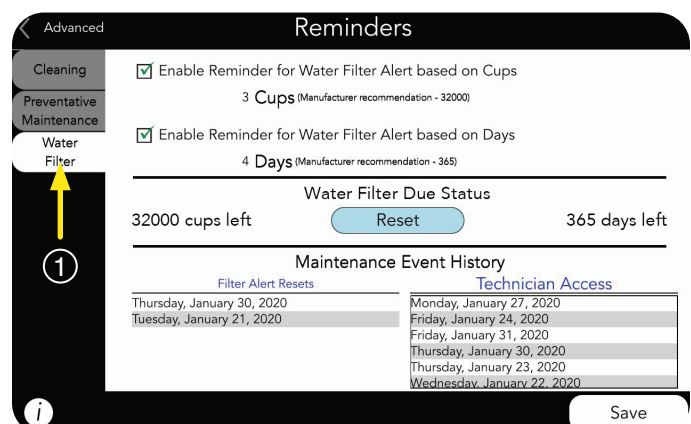 Advanced
Reminders
Cleaning
Preventative
Maintenance
Water
Filter
1
Enable Reminder for Water Filter Alert based on Cups
3 Cups (Manufacturer recommendation - 32000)
Enable Reminder for Water Filter Alert based on Days
4 Days (Manufacturer recommendation - 365)
Water Filter Due Status
32000 cups left
Reset
365 days left
Maintenance Event History
Filter Alert Resets
Thursday, January 30, 2020
Tuesday, January 21, 2020
Technician Access
Monday, January 27, 2020
Friday, January 24, 2020
Friday, January 31, 2020
Thursday, January 30, 2020
Thursday, January 23, 2020
Wednesday, January 22, 2020
i
Save